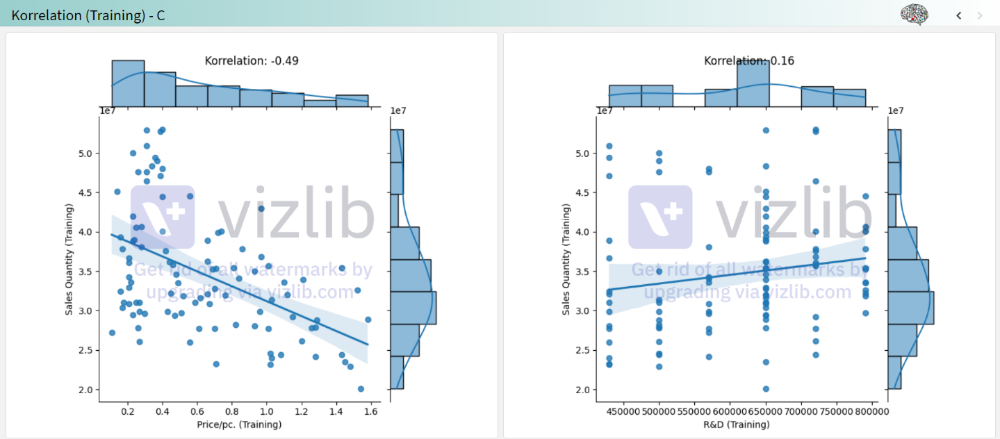 Korrelation (Training) - C
Korrelation: -0.49
1e7
1e7
5.0
4.5
4.0
3.5
3.0
2.5
2.0
Sales Quantity (Training)
vizlib
Get rid of all watermarks by
upgrading via vizlib.com
0.2 0.4 0.6 0.8 1.0 1.2 1.4 1.6
Price/pc. (Training)
Korrelation: 0.16
1e7
1e7
5.0
4.5
4.0
3.5
3.0
2.5
2.0
Sales Quantity (Training)
vizlib
Get rid of all watermarks by
upgrading via vizlib.com
450000 500000 550000 600000 650000 700000 750000 800000
R&D (Training)